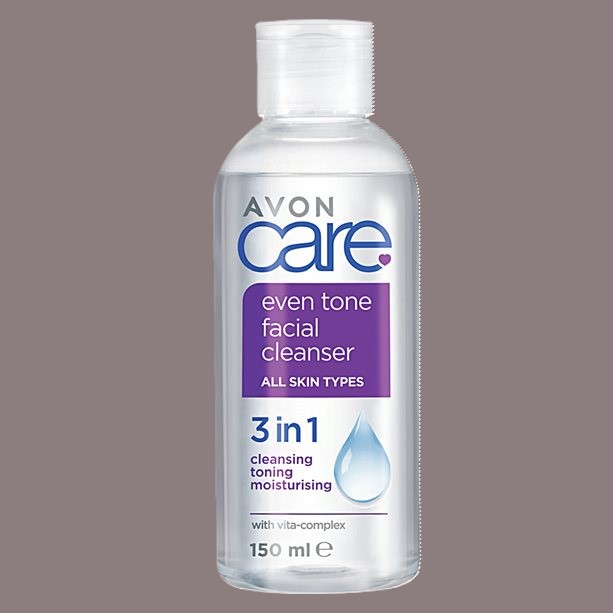 AVON
care
even tone
facial
cleanser
ALL SKIN TYPES
3 in 1
cleansing
toning
moisturising
with vita-complex
150 ml ℮